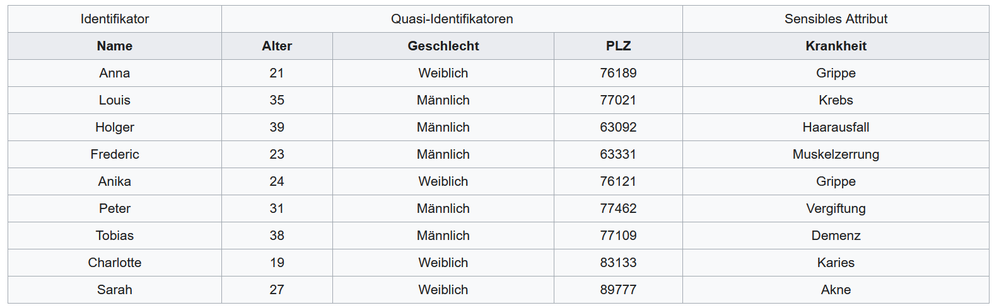 Identifikator Quasi-Identifikatoren Sensibles Attribut
Name Alter Geschlecht PLZ Krankheit
Anna 21 Weiblich 76189 Grippe
Louis 35 Männlich 77021 Krebs
Holger 39 Männlich 63092 Haarausfall
Frederic 23 Männlich 63331 Muskelzerrung
Anika 24 Weiblich 76121 Grippe
Peter 31 Männlich 77462 Vergiftung
Tobias 38 Männlich 77109 Demenz
Charlotte 19 Weiblich 83133 Karies
Sarah 27 Weiblich 89777 Akne